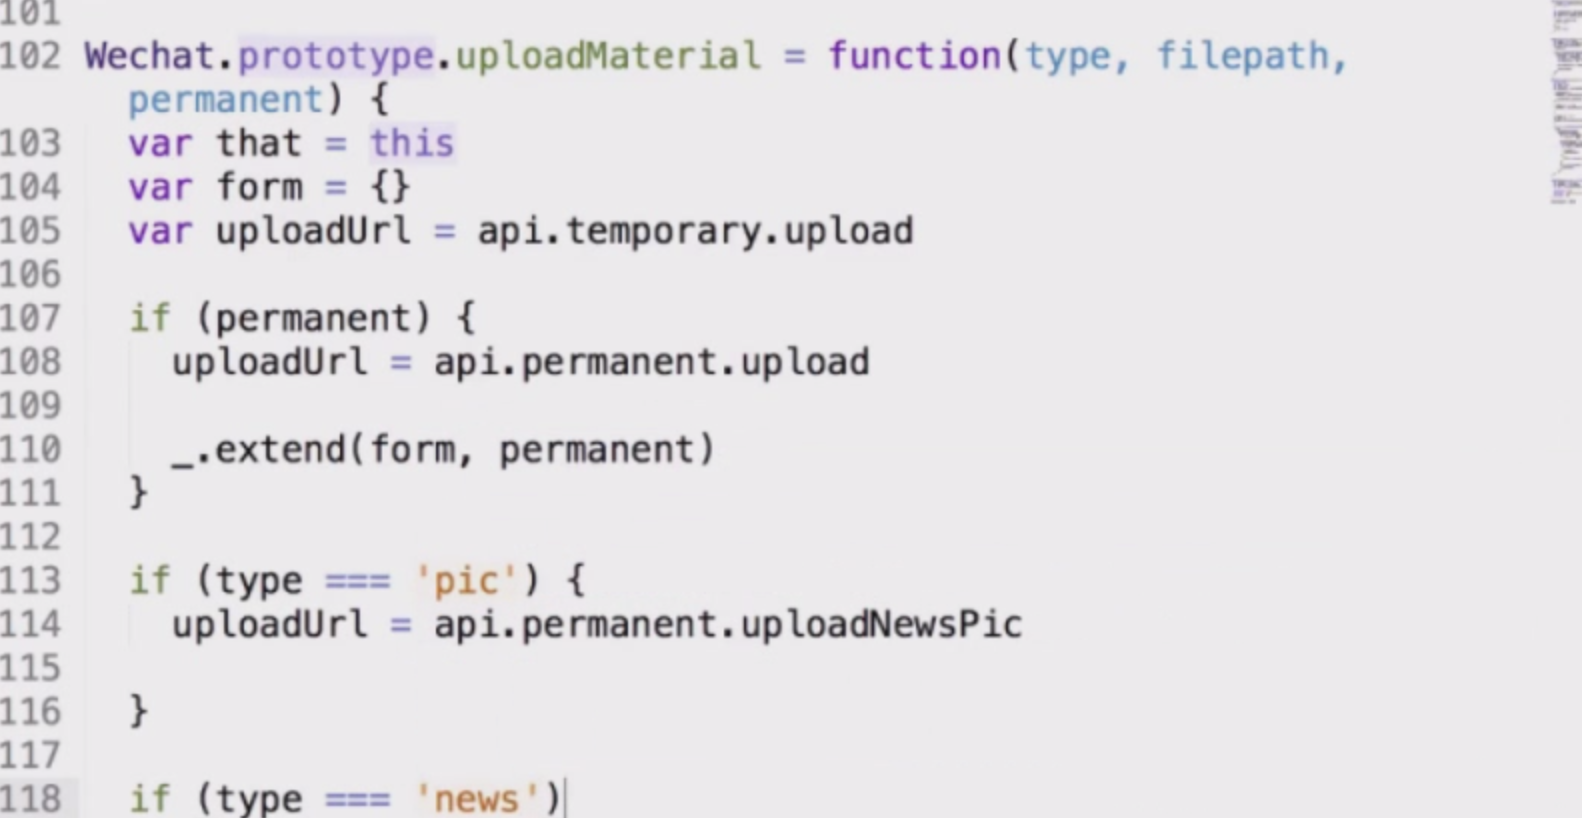 101
102 Wechat.prototype.uploadMaterial = function(type, filepath,
permanent) {
103 var that = this
104 var form = {}
105 var uploadUrl = api.temporary.upload
106
107 if (permanent) {
108 uploadUrl = api.permanent.upload
109
110 _.extend(form, permanent)
111 }
112
113 if (type === 'pic') {
114 uploadUrl = api.permanent.uploadNewsPic
115
116 }
117
118 if (type === 'news')